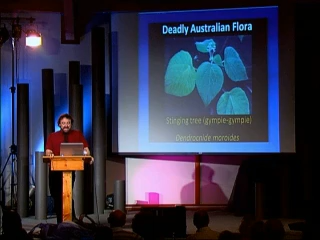 Deadly Australian Flora
Stinging tree (gympie-gympie)
Dendrocnide moroides